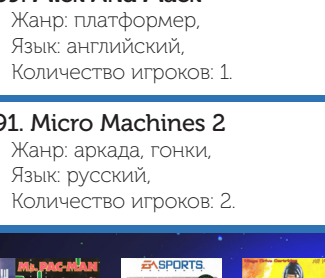 Жанр: платформер,
Язык: английский,
Количество игроков: 1.
91. Micro Machines 2
Жанр: аркада, гонки,
Язык: русский,
Количество игроков: 2.
MS. PAC-MAN
EA SPORTS